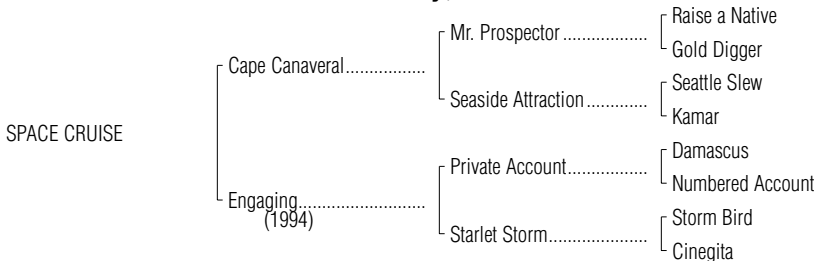 Raise a Native
Mr. Prospector..................
Gold Digger
Cape Canaveral.................
Seattle Slew
Seaside Attraction.............
Kamar
SPACE CRUISE
Damascus
Private Account.................
Numbered Account
Engaging..........................
(1994)
Storm Bird
Starlet Storm.....................
Cinegita